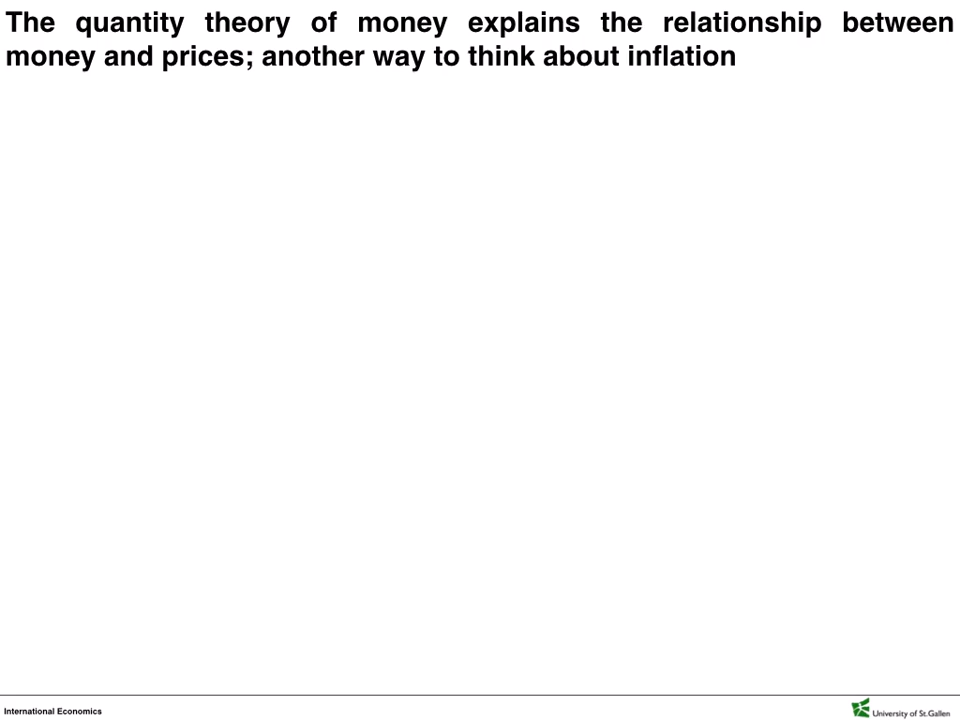 The quantity theory of money explains the relationship between
money and prices; another way to think about inflation
International Economics
University of St.Gallen